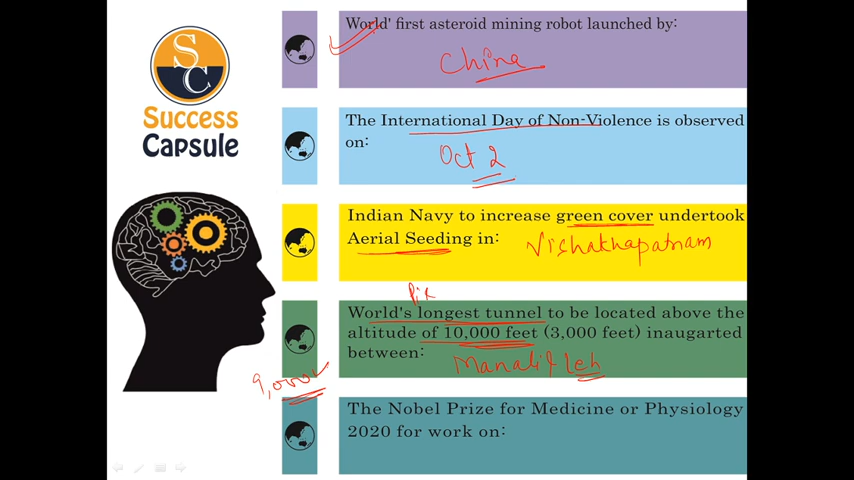 World' first asteroid mining robot launched by:
China
SC
Success
Capsule
The International Day of Non-Violence is observed
on:
Oct 2
Indian Navy to increase green cover undertook
Aerial Seeding in:
Vishakhapatnam
Pir
World's longest tunnel to be located above the
altitude of 10,000 feet (3,000 feet) inaugarted
between:
Manali & Leh
9,000
The Nobel Prize for Medicine or Physiology
2020 for work on: